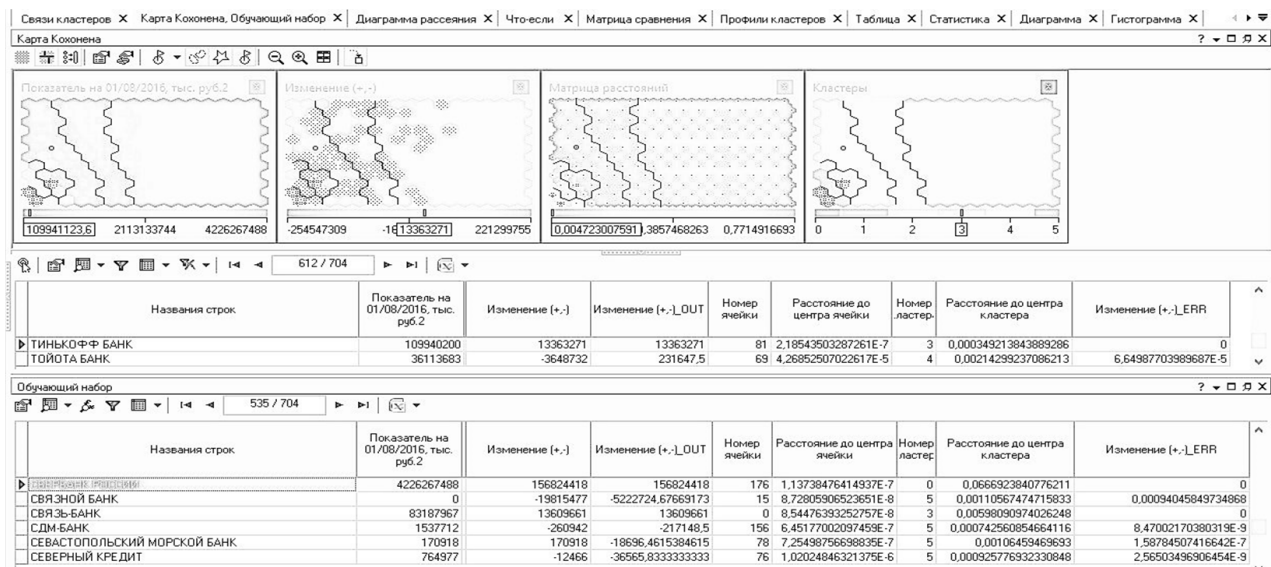 Связи кластеров X Карта Кохонена, Обучающий набор X Диаграмма рассеяния X Что-если X Матрица сравнения X Профили кластеров X Таблица X Статистика X Диаграмма X Гистограмма X
Карта Кохонена
Показатель на 01/08/2016, тыс. руб.2 Изменение (+,-) Матрица расстояний Кластеры
109941123,6 2113133744 4226267488 -254547309 -16 13363271 221299755 0,004723007591 ,3857468263 0,7714916693 0 1 2 3 4 5
612 / 704
Названия строк Показатель на 01/08/2016, тыс. руб.2 Изменение (+,-) Изменение (+,-)_OUT Номер ячейки Расстояние до центра ячейки Номер ластер Расстояние до центра кластера Изменение (+,-)_ERR
ТИНЬКОФФ БАНК 109940200 13363271 13363271 81 2,18543503287261E-7 3 0,000349213843889286 0
ТОЙОТА БАНК 36113683 -3648732 231647,5 69 4,26852507022617E-5 4 0,00214299237086213 6,64987703989687E-5
Обучающий набор
535 / 704
Названия строк Показатель на 01/08/2016, тыс. руб.2 Изменение (+,-) Изменение (+,-)_OUT Номер ячейки Расстояние до центра ячейки Номер ластер Расстояние до центра кластера Изменение (+,-)_ERR
СБЕРБАНК РОССИИ 4226267488 156824418 156824418 176 1,13738476414937E-7 0 0,0666923840776211 0
СВЯЗНОЙ БАНК 0 -19815477 -5222724,67669173 15 8,72805906523651E-8 5 0,00110567474715833 0,00094045849734868
СВЯЗЬ-БАНК 83187967 13609661 13609661 0 8,54476393252757E-8 3 0,00598090974026248 0
СДМ-БАНК 1537712 -260942 -217148,5 156 6,45177002097459E-7 5 0,000742560854664116 8,47002170380319E-9
СЕВАСТОПОЛЬСКИЙ МОРСКОЙ БАНК 170918 170918 -18696,4615384615 78 7,25498756698835E-7 5 0,00106459469693 1,58784507416642E-7
СЕВЕРНЫЙ КРЕДИТ 764977 -12466 -36565,8333333333 76 1,02024846321375E-6 5 0,000925776932330848 2,56503496906454E-9